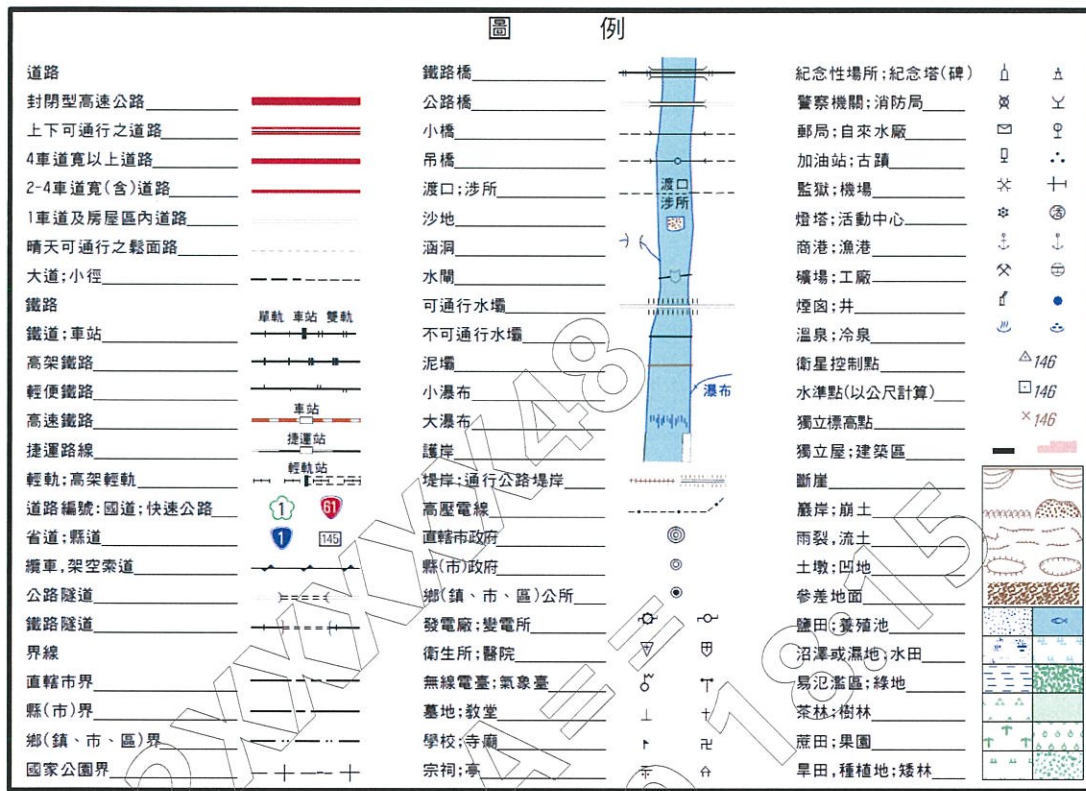 圖 例
道路
封閉型高速公路
上下可通行之道路
4車道寬以上道路
2-4車道寬(含)道路
1車道及房屋區內道路
晴天可通行之鬆面路
大道;小徑
鐵路
單軌 車站 雙軌
鐵道;車站
高架鐵路
輕便鐵路
車站
高速鐵路
捷運站
捷運路線
輕軌站
輕軌;高架輕軌
道路編號:國道;快速公路 1 61
省道;縣道 1 145
纜車,架空索道
公路隧道
鐵路隧道
界線
直轄市界
縣(市)界
鄉(鎮、市、區)界
國家公園界
鐵路橋
公路橋
小橋
吊橋
渡口;涉所 渡口
涉所
沙地
涵洞
水閘
可通行水壩
不可通行水壩
泥壩
小瀑布 瀑布
大瀑布
護岸
堤岸;通行公路堤岸
高壓電線
直轄市政府
縣(市)政府
鄉(鎮、市、區)公所
發電廠;變電所
衛生所;醫院
無線電臺;氣象臺
墓地;教堂
學校;寺廟 卍
宗祠;亭
紀念性場所;紀念塔(碑)
警察機關;消防局
郵局;自來水廠
加油站;古蹟
監獄;機場
燈塔;活動中心 活
商港;漁港
礦場;工廠
煙囪;井
溫泉;冷泉
衛星控制點 146
水準點(以公尺計算) 146
獨立標高點 146
獨立屋;建築區
斷崖
巖岸;崩土
雨裂,流土
土墩;凹地
參差地面
鹽田;養殖池
沼澤或濕地;水田
易氾濫區;綠地
茶林;樹林
蔗田;果園
旱田,種植地;矮林
XXXXX48
18:15